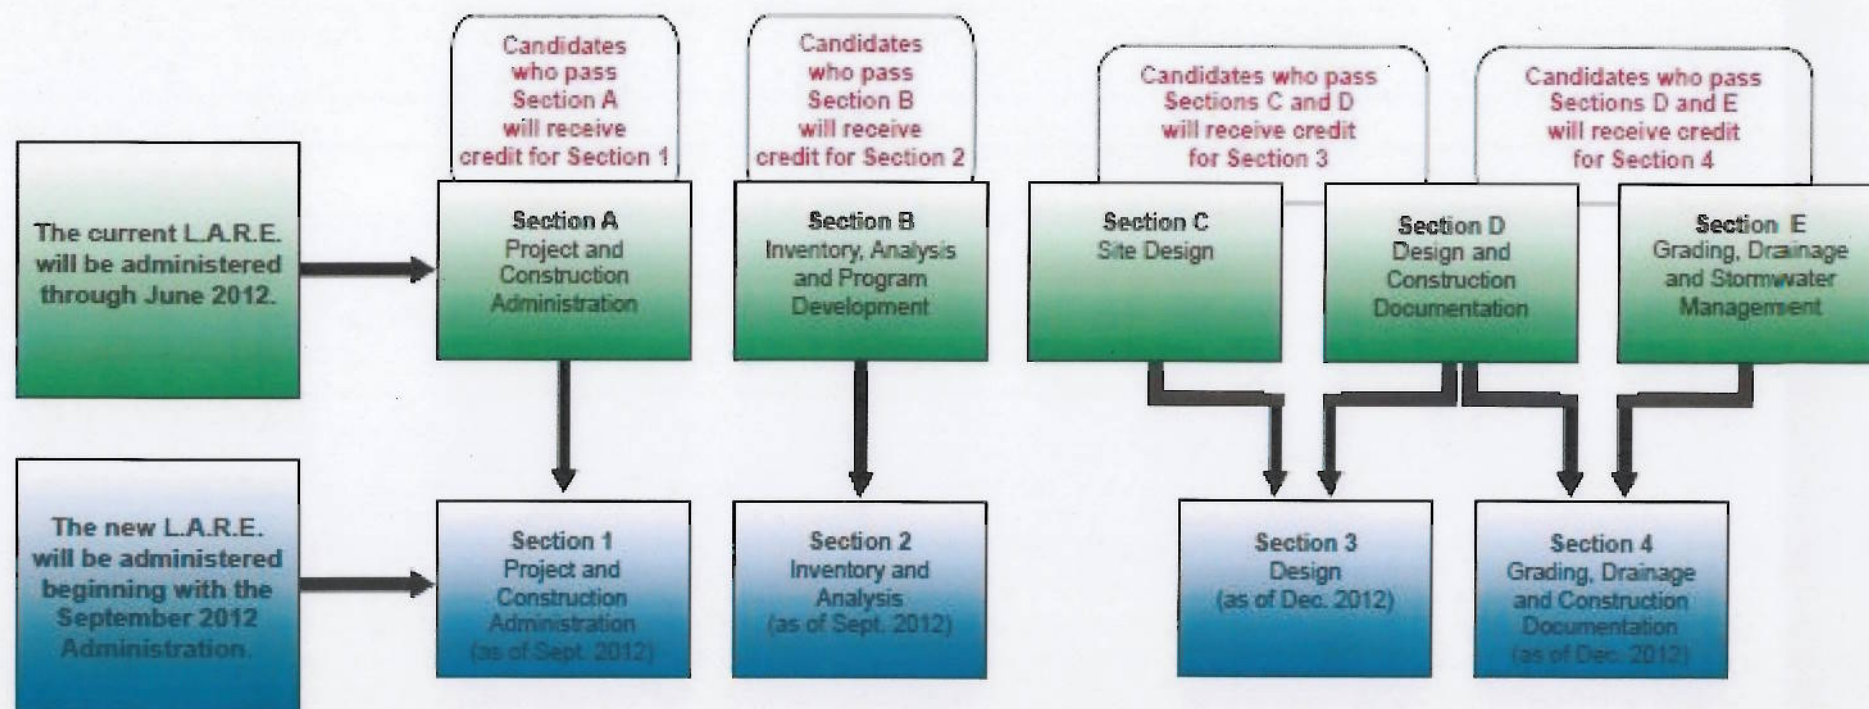 Candidates
who pass
Section A
will receive
credit for Section 1
Candidates
who pass
Section B
will receive
credit for Section 2
Candidates who pass
Sections C and D
will receive credit
for Section 3
Candidates who pass
Sections D and E
will receive credit
for Section 4
The current L.A.R.E.
will be administered
through June 2012.
Section A
Project and
Construction
Administration
Section B
Inventory, Analysis
and Program
Development
Section C
Site Design
Section D
Design and
Construction
Documentation
Section E
Grading, Drainage
and Stormwater
Management
The new L.A.R.E.
will be administered
beginning with the
September 2012
Administration.
Section 1
Project and
Construction
Administration
(as of Sept. 2012)
Section 2
Inventory and
Analysis
(as of Sept. 2012)
Section 3
Design
(as of Dec. 2012)
Section 4
Grading, Drainage
and Construction
Documentation
(as of Dec. 2012)